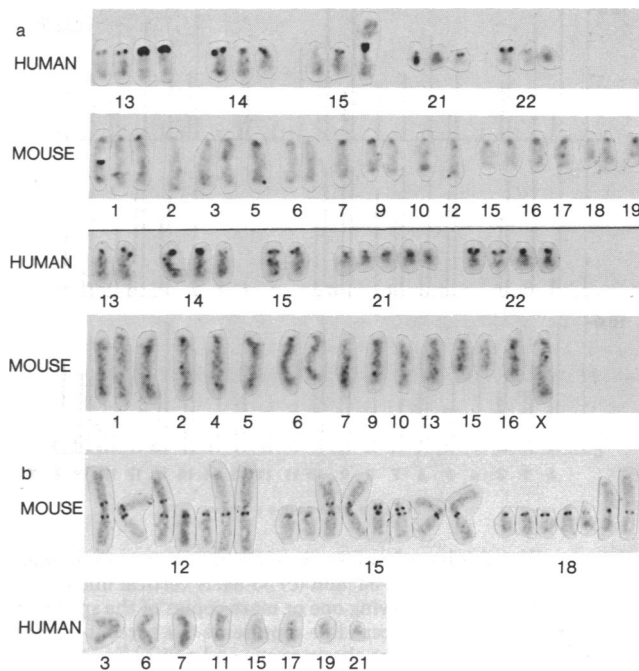 a
HUMAN
13 14 15 21 22
MOUSE
1 2 3 5 6 7 9 10 12 15 16 17 18 19
HUMAN
13 14 15 21 22
MOUSE
1 2 4 5 6 7 9 10 13 15 16 X
b
MOUSE
12 15 18
HUMAN
3 6 7 11 15 17 19 21